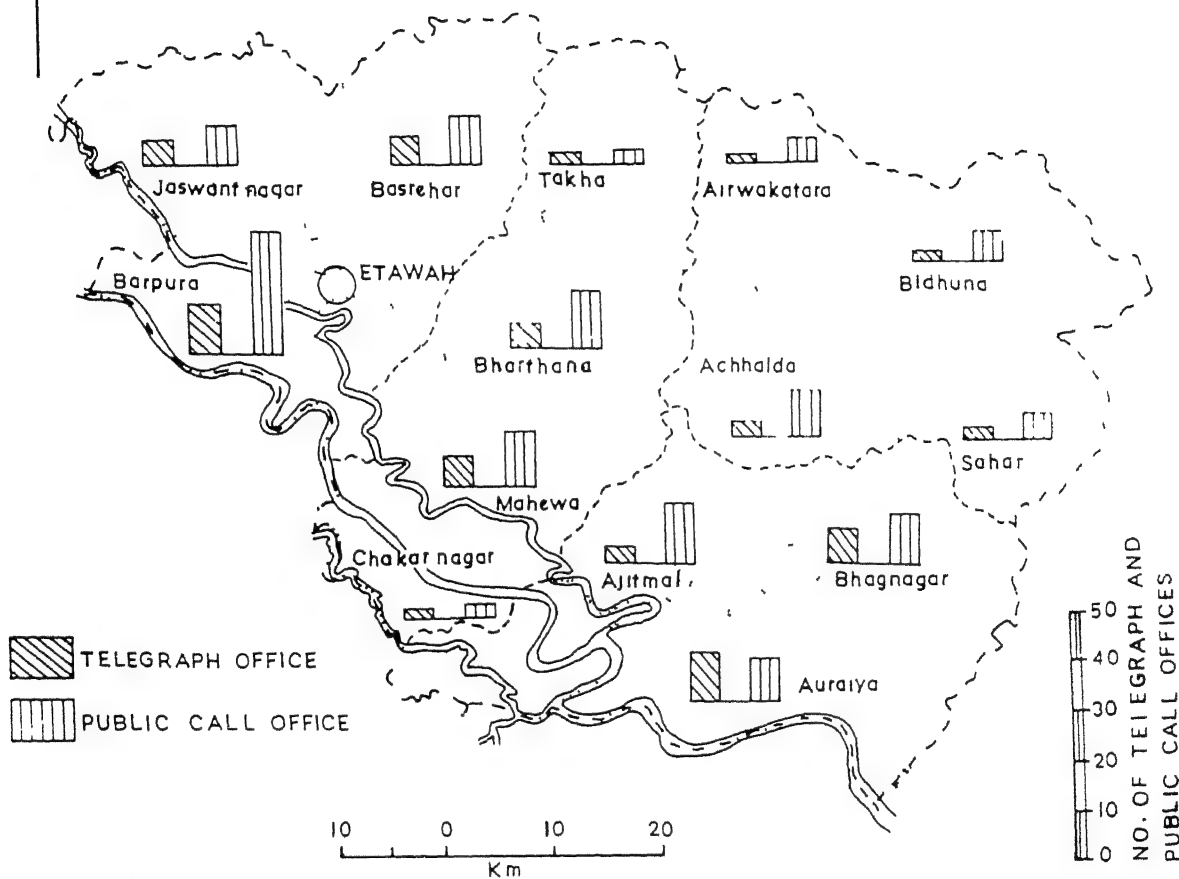 Jaswant nagar
Basrehar
Takha
Airwakatara
Barpura
ETAWAH
Bidhuna
Bharthana
Achhalda
Sahar
Mahewa
Chakar nagar
Ajitmal
Bhagnagar
Auraiya
TELEGRAPH OFFICE
PUBLIC CALL OFFICE
50
40
30
20
10
0
NO. OF TELEGRAPH AND
PUBLIC CALL OFFICES
10 0 10 20
Km